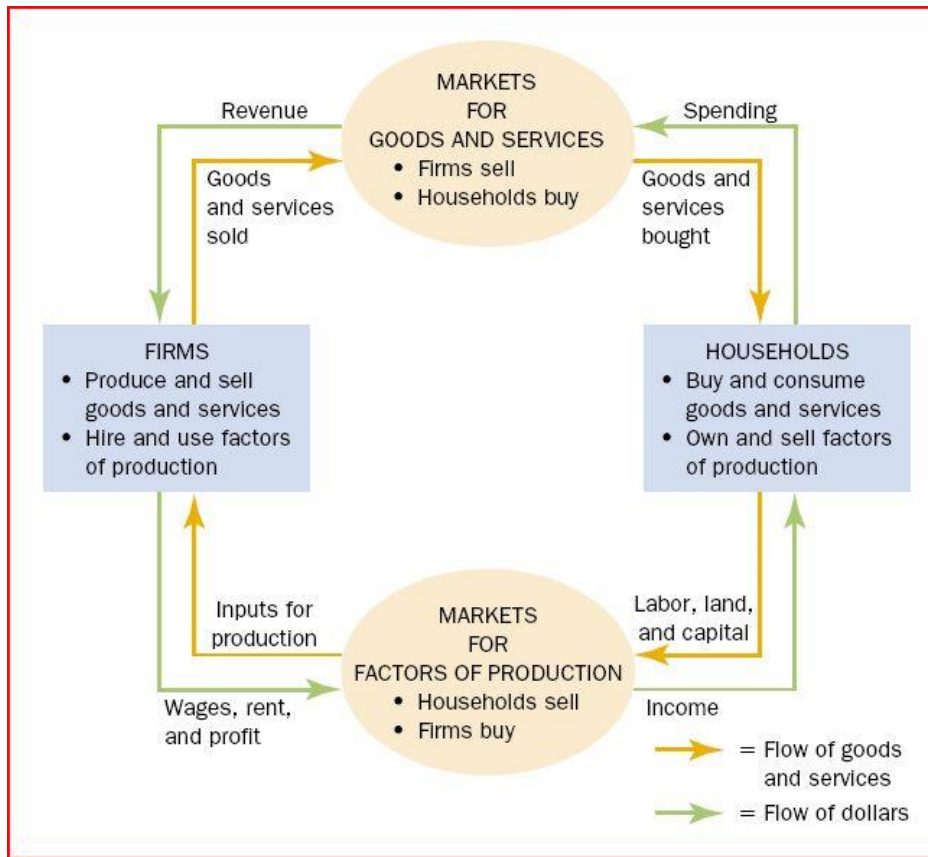 MARKETS
FOR
GOODS AND SERVICES
• Firms sell
• Households buy
Revenue
Spending
Goods
and services
sold
Goods and
services
bought
FIRMS
• Produce and sell
goods and services
• Hire and use factors
of production
HOUSEHOLDS
• Buy and consume
goods and services
• Own and sell factors
of production
Inputs for
production
Labor, land,
and capital
MARKETS
FOR
FACTORS OF PRODUCTION
• Households sell
• Firms buy
Wages, rent,
and profit
Income
= Flow of goods
and services
= Flow of dollars